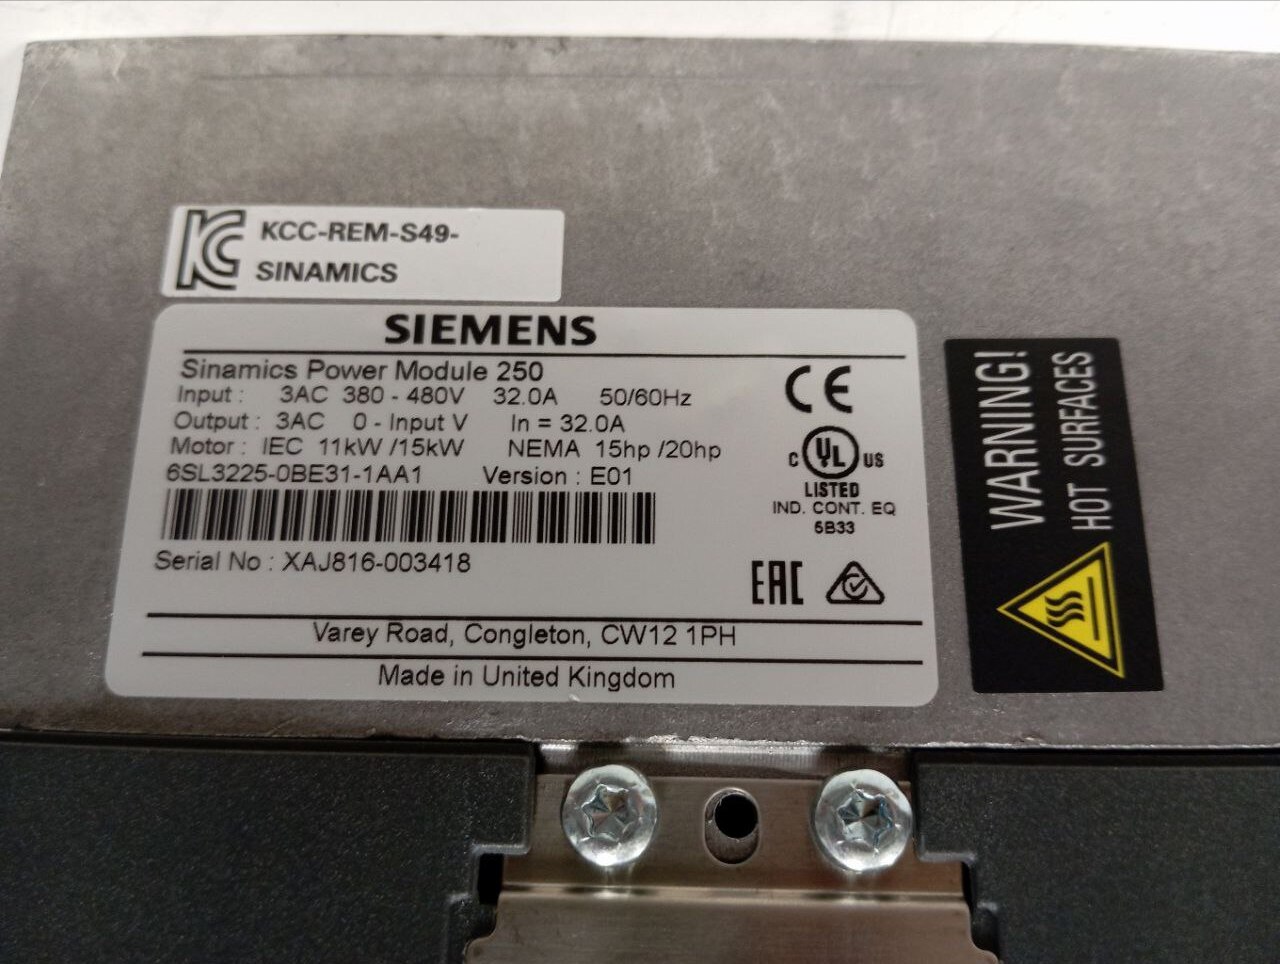 KCC-REM-S49-
SINAMICS
SIEMENS
Sinamics Power Module 250
Input : 3AC 380 - 480V 32.0A 50/60Hz
Output : 3AC 0 - Input V In = 32.0A
Motor : IEC 11kW /15kW NEMA 15hp /20hp
6SL3225-0BE31-1AA1 Version : E01
Serial No : XAJ816-003418
CE
C UL US
LISTED
IND. CONT. EQ
5B33
EAC
Varey Road, Congleton, CW12 1PH
Made in United Kingdom
WARNING!
HOT SURFACES